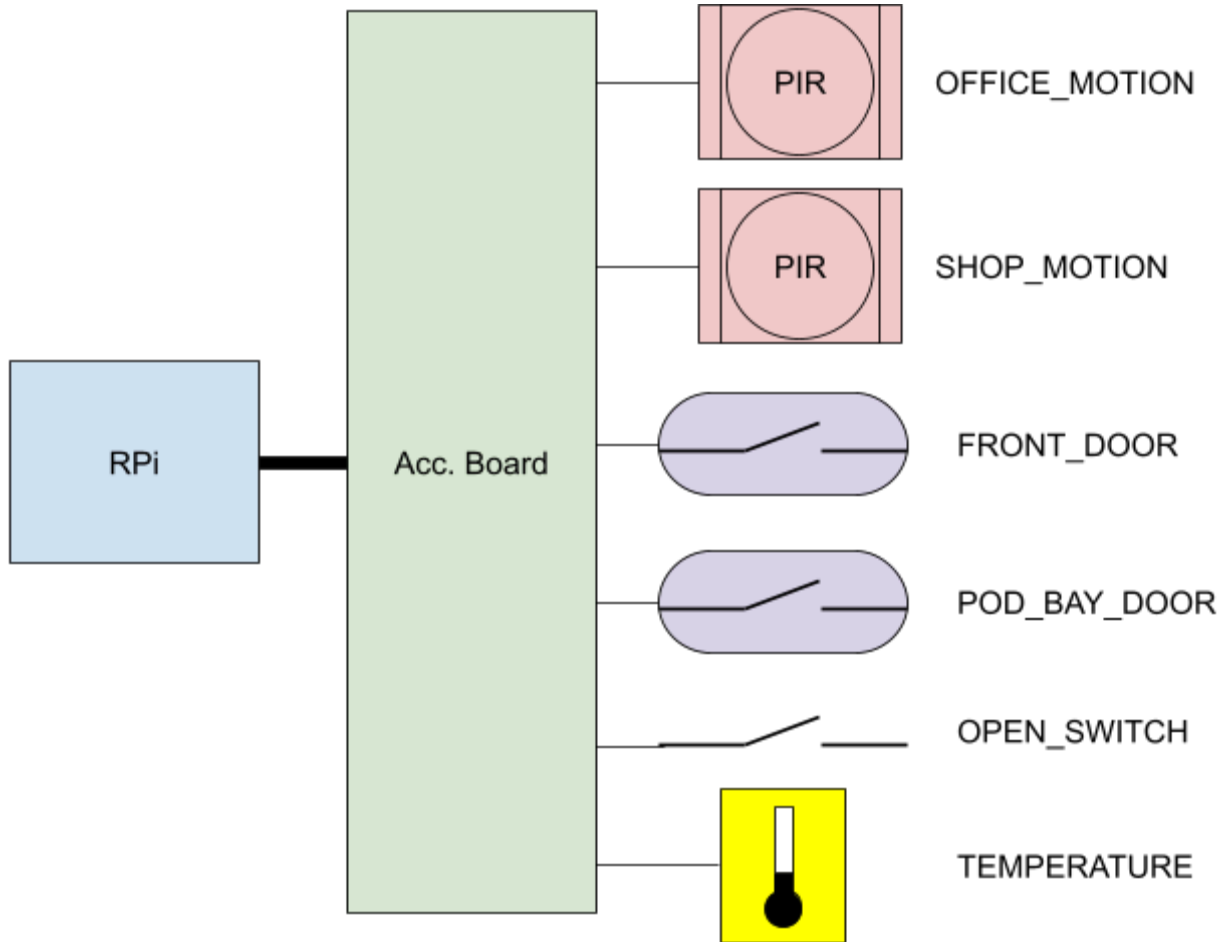 PIR
OFFICE_MOTION
PIR
SHOP_MOTION
RPi
Acc. Board
FRONT_DOOR
POD_BAY_DOOR
OPEN_SWITCH
TEMPERATURE